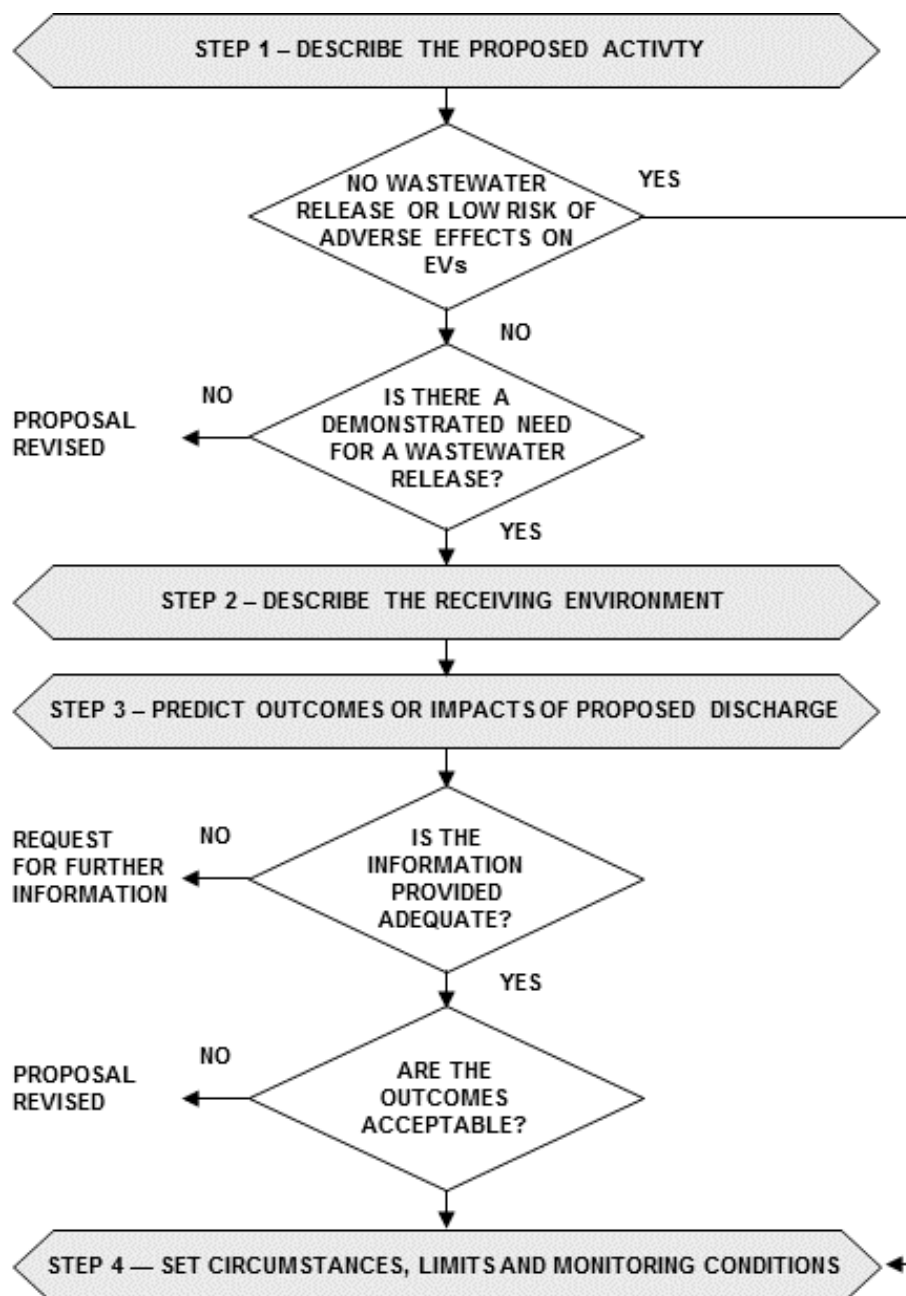 STEP 1 – DESCRIBE THE PROPOSED ACTIVTY
NO WASTEWATER
RELEASE OR LOW RISK OF
ADVERSE EFFECTS ON
EVs
YES
NO
IS THERE A
DEMONSTRATED NEED
FOR A WASTEWATER
RELEASE?
NO
PROPOSAL
REVISED
YES
STEP 2 – DESCRIBE THE RECEIVING ENVIRONMENT
STEP 3 – PREDICT OUTCOMES OR IMPACTS OF PROPOSED DISCHARGE
IS THE
INFORMATION
PROVIDED
ADEQUATE?
NO
REQUEST
FOR FURTHER
INFORMATION
YES
ARE THE
OUTCOMES
ACCEPTABLE?
NO
PROPOSAL
REVISED
STEP 4 — SET CIRCUMSTANCES, LIMITS AND MONITORING CONDITIONS